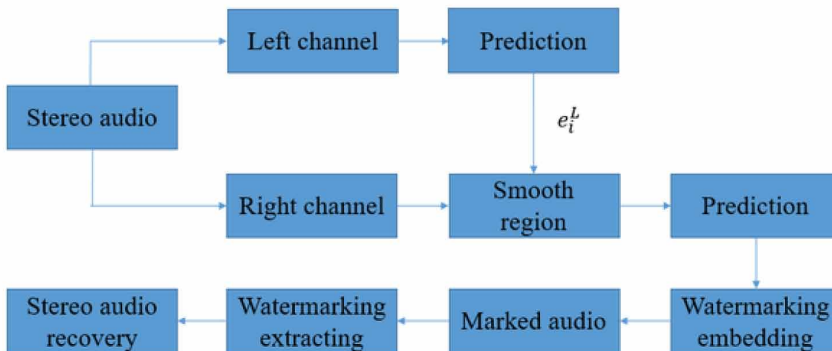 Left channel
Prediction
Stereo audio
e_i^L
Right channel
Smooth
region
Prediction
Stereo audio
recovery
Watermarking
extracting
Marked audio
Watermarking
embedding